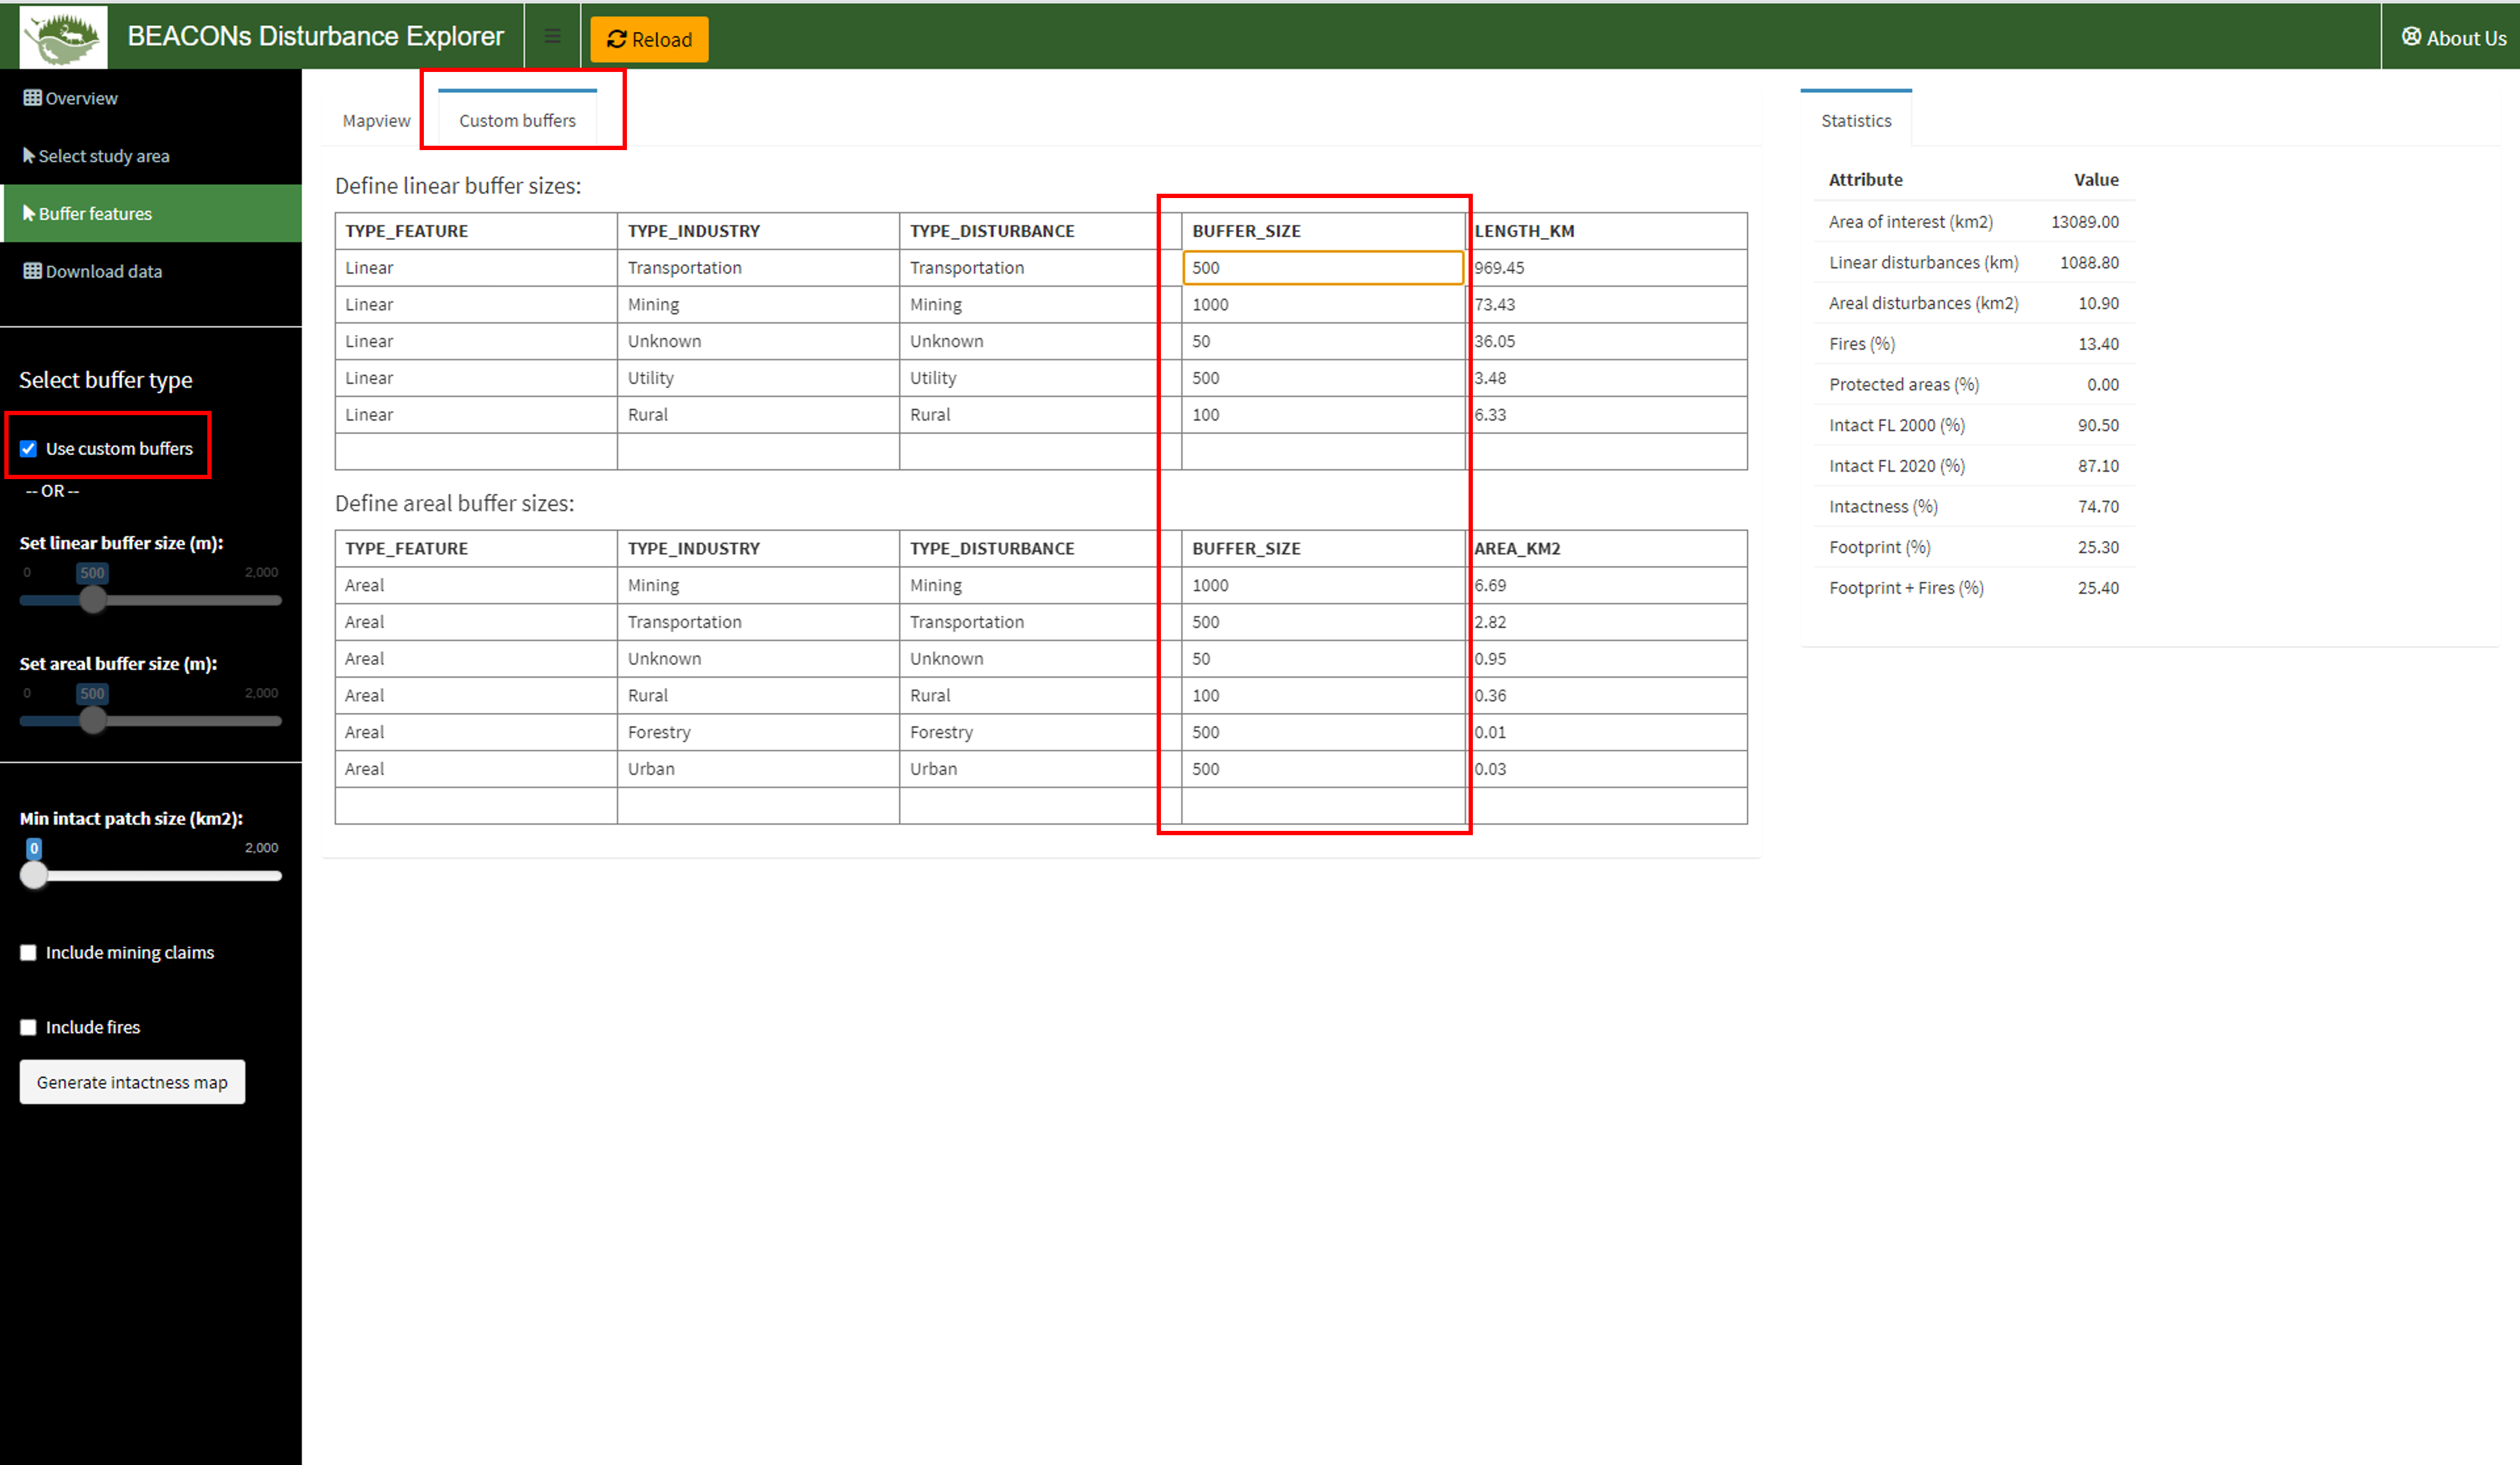 BEACONs Disturbance Explorer
Reload
About Us
Overview
Select study area
Buffer features
Download data
Select buffer type
Use custom buffers
-- OR --
Set linear buffer size (m):
0 500 2,000
Set areal buffer size (m):
0 500 2,000
Min intact patch size (km2):
0 2,000
Include mining claims
Include fires
Generate intactness map
Mapview Custom buffers
Define linear buffer sizes:
TYPE_FEATURE TYPE_INDUSTRY TYPE_DISTURBANCE BUFFER_SIZE LENGTH_KM
Linear Transportation Transportation 500 969.45
Linear Mining Mining 1000 73.43
Linear Unknown Unknown 50 36.05
Linear Utility Utility 500 3.48
Linear Rural Rural 100 6.33
Define areal buffer sizes:
TYPE_FEATURE TYPE_INDUSTRY TYPE_DISTURBANCE BUFFER_SIZE AREA_KM2
Areal Mining Mining 1000 6.69
Areal Transportation Transportation 500 2.82
Areal Unknown Unknown 50 0.95
Areal Rural Rural 100 0.36
Areal Forestry Forestry 500 0.01
Areal Urban Urban 500 0.03
Statistics
Attribute Value
Area of interest (km2) 13089.00
Linear disturbances (km) 1088.80
Areal disturbances (km2) 10.90
Fires (%) 13.40
Protected areas (%) 0.00
Intact FL 2000 (%) 90.50
Intact FL 2020 (%) 87.10
Intactness (%) 74.70
Footprint (%) 25.30
Footprint + Fires (%) 25.40